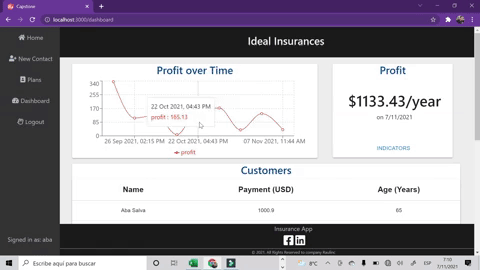 Capstone
localhost:3000/dashboard
Ideal Insurances
Home
New Contact
Plans
Dashboard
Logout
Signed in as: aba
Profit over Time
340
255
170
85
0
22 Oct 2021, 04:43 PM
profit : 165.13
26 Sep 2021, 02:15 PM
22 Oct 2021, 04:43 PM
07 Nov 2021, 11:44 AM
profit
Profit
$1133.43/year
on 7/11/2021
INDICATORS
Customers
Name Payment (USD) Age (Years)
Aba Salva 1000.9 85
Insurance App
© 2021. All Rights Reserved to company
Escribe aquí para buscar
8°C
ESP
7:10
7/11/2021